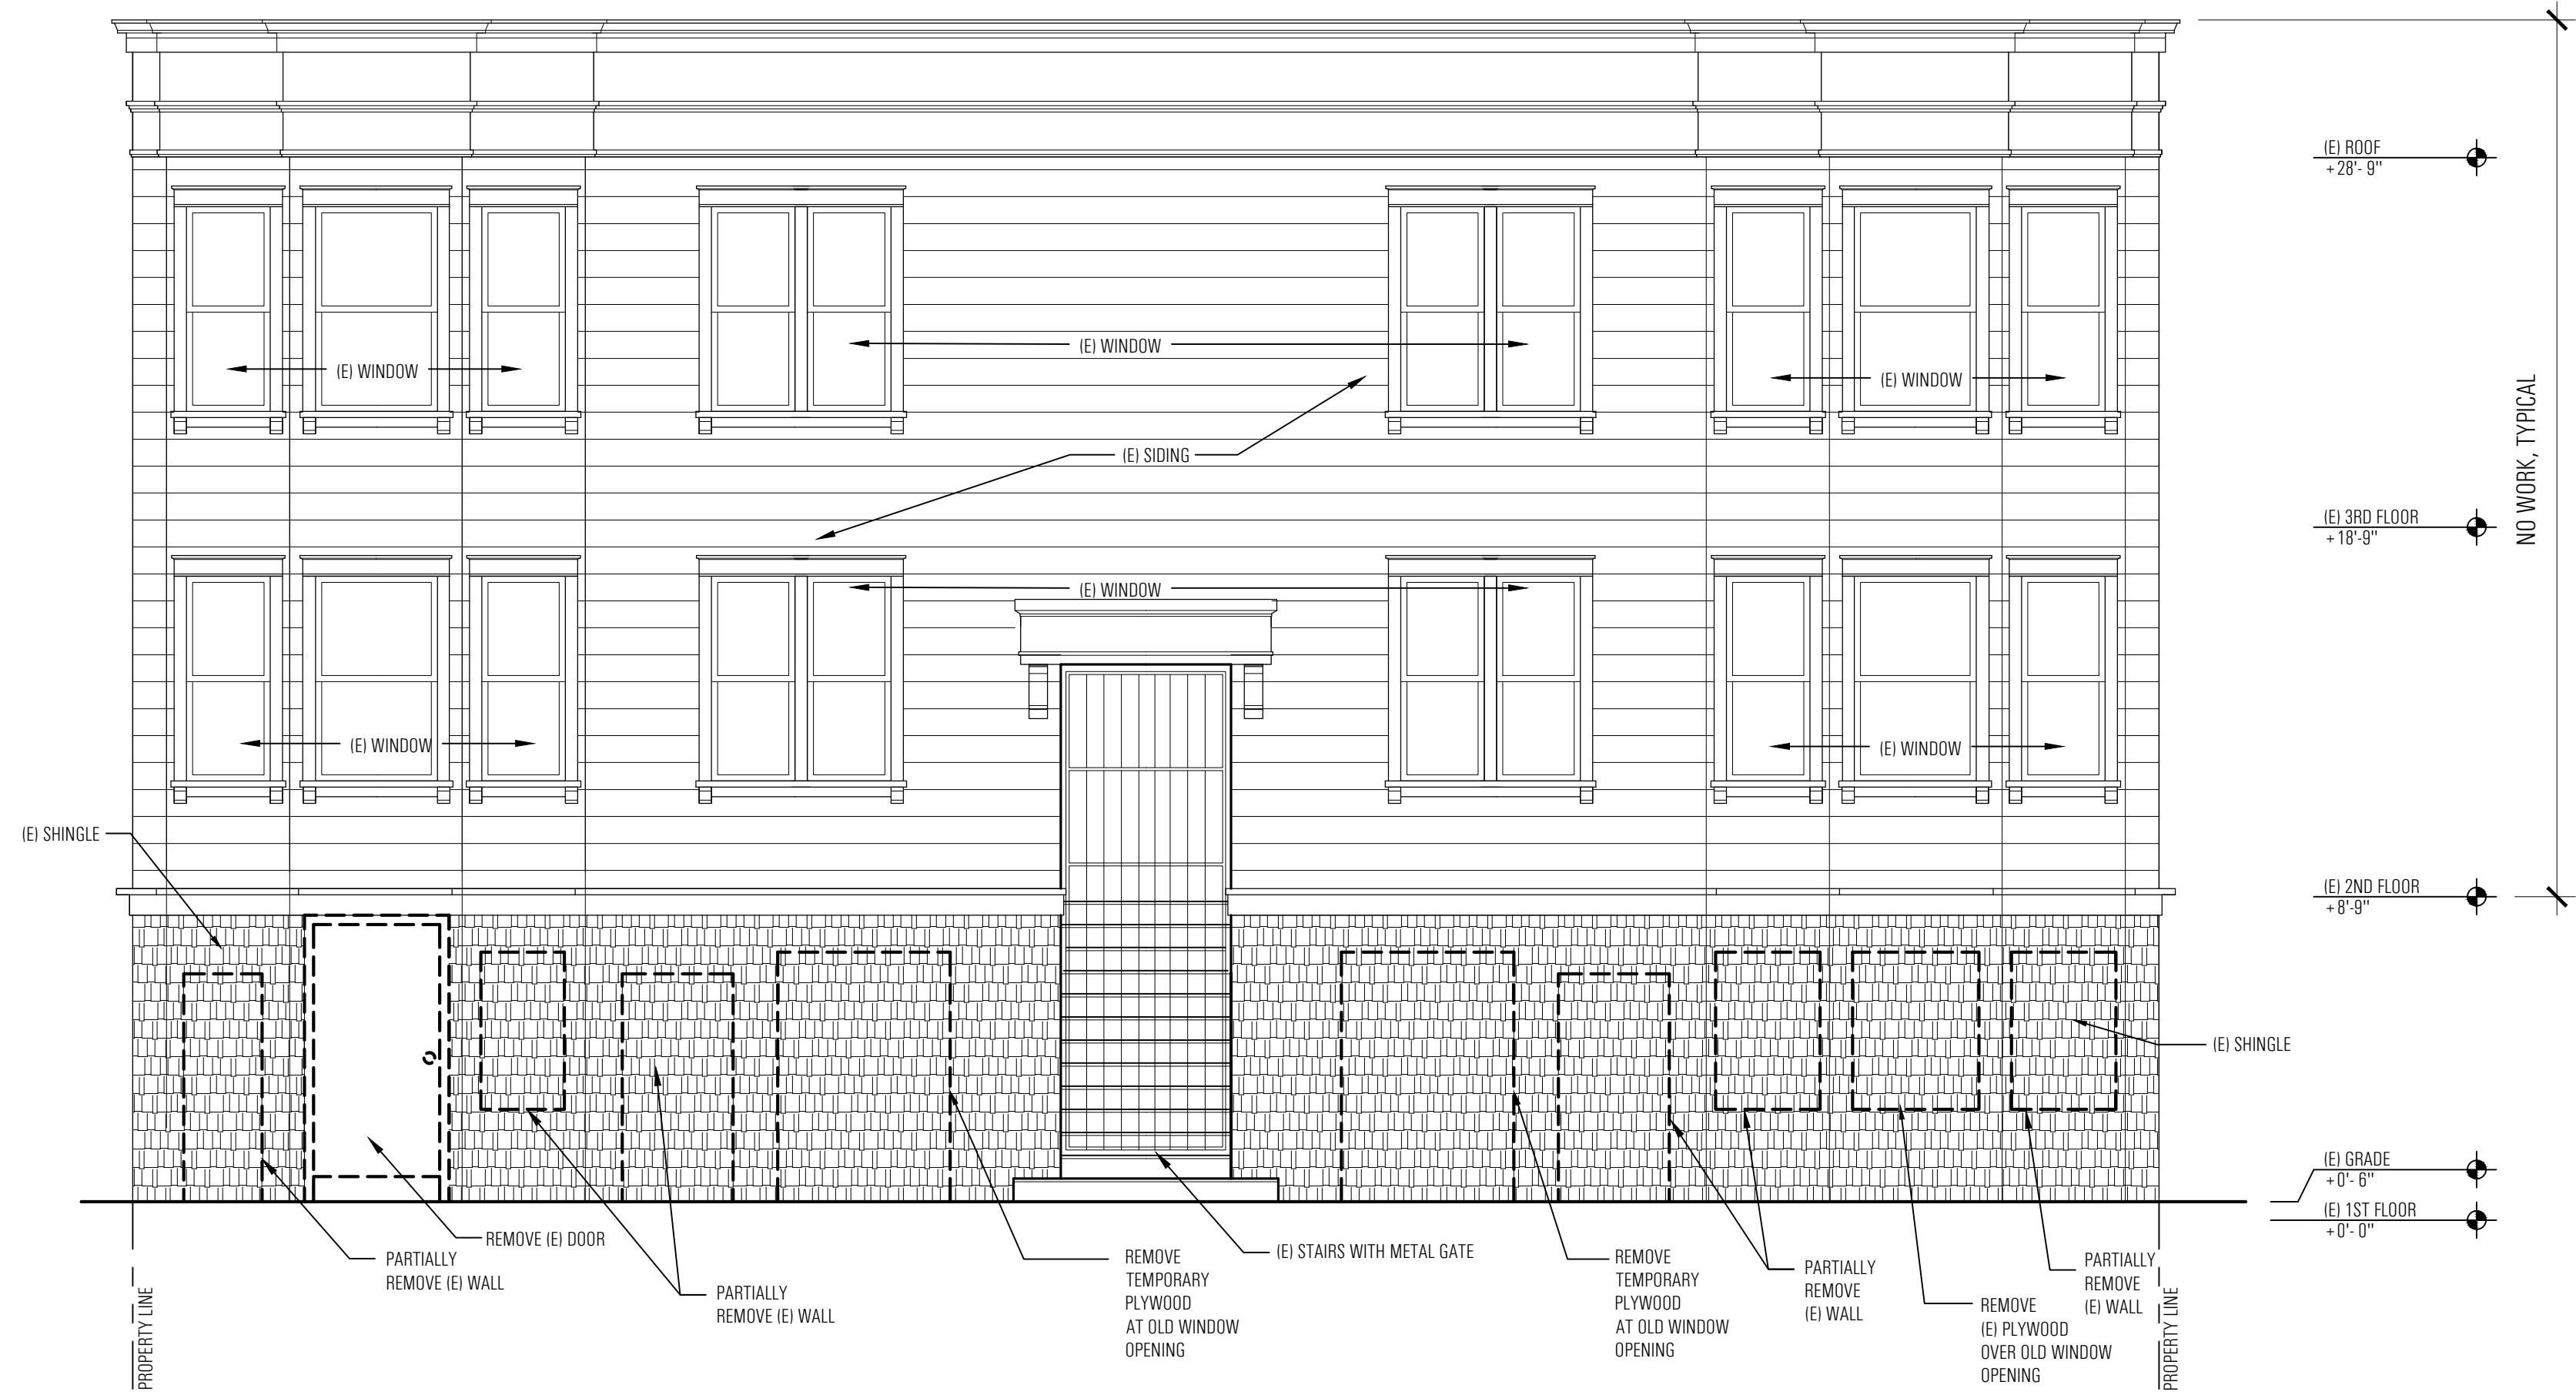 (E) ROOF
+28'- 9"
(E) WINDOW
(E) WINDOW
(E) WINDOW
NO WORK, TYPICAL
(E) SIDING
(E) 3RD FLOOR
+18'-9"
(E) WINDOW
(E) WINDOW
(E) WINDOW
(E) SHINGLE
(E) 2ND FLOOR
+8'-9"
(E) SHINGLE
(E) GRADE
+0'- 6"
(E) 1ST FLOOR
+0'- 0"
PROPERTY LINE
PARTIALLY
REMOVE (E) WALL
REMOVE (E) DOOR
PARTIALLY
REMOVE (E) WALL
REMOVE
TEMPORARY
PLYWOOD
AT OLD WINDOW
OPENING
(E) STAIRS WITH METAL GATE
REMOVE
TEMPORARY
PLYWOOD
AT OLD WINDOW
OPENING
PARTIALLY
REMOVE
(E) WALL
REMOVE
(E) PLYWOOD
OVER OLD WINDOW
OPENING
PARTIALLY
REMOVE
(E) WALL
PROPERTY LINE